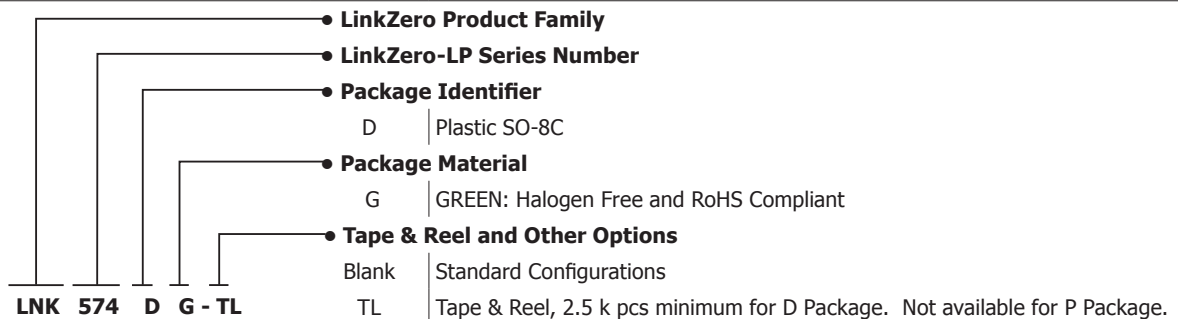 LinkZero Product Family
LinkZero-LP Series Number
Package Identifier
D Plastic SO-8C
Package Material
G GREEN: Halogen Free and RoHS Compliant
Tape & Reel and Other Options
Blank Standard Configurations
LNK 574 D G - TL TL Tape & Reel, 2.5 k pcs minimum for D Package. Not available for P Package.